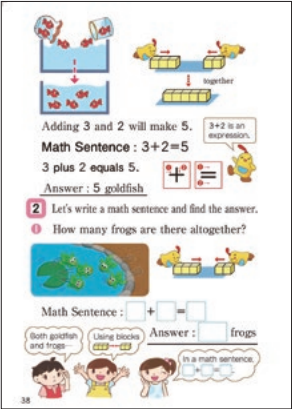 together
Adding 3 and 2 will make 5.
3+2 is an
expression.
Math Sentence : 3+2=5
3 plus 2 equals 5.
+ =
Answer : 5 goldfish
2 Let's write a math sentence and find the answer.
1 How many frogs are there altogether?
Math Sentence : + =
Answer : frogs
Both goldfish
and frogs…
Using blocks
In a math sentence,
+ = .
38